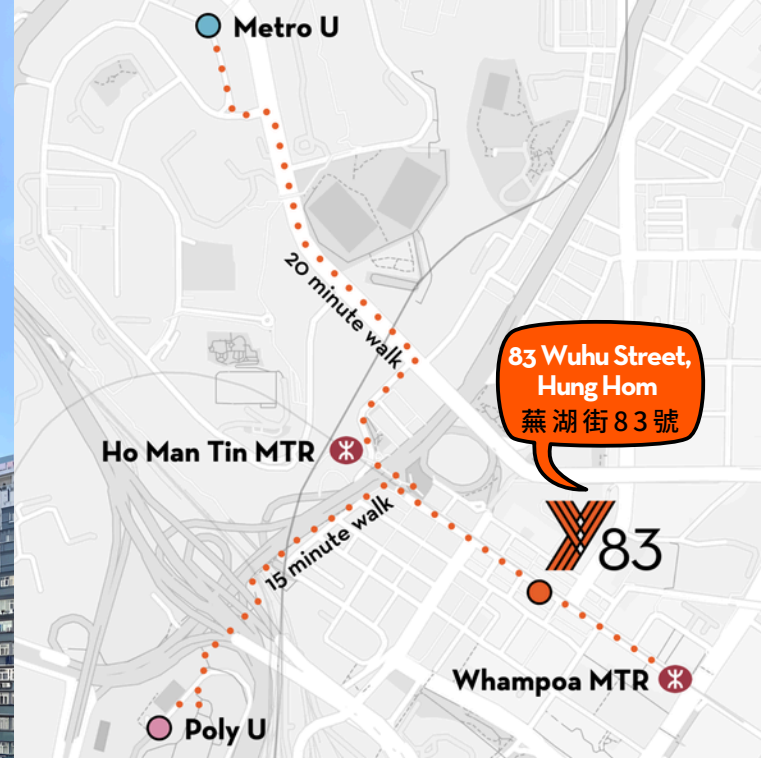 Metro U
20 minute walk
83 Wuhu Street,
Hung Hom
蕪湖街83號
Ho Man Tin MTR
Y83
15 minute walk
Whampoa MTR
Poly U